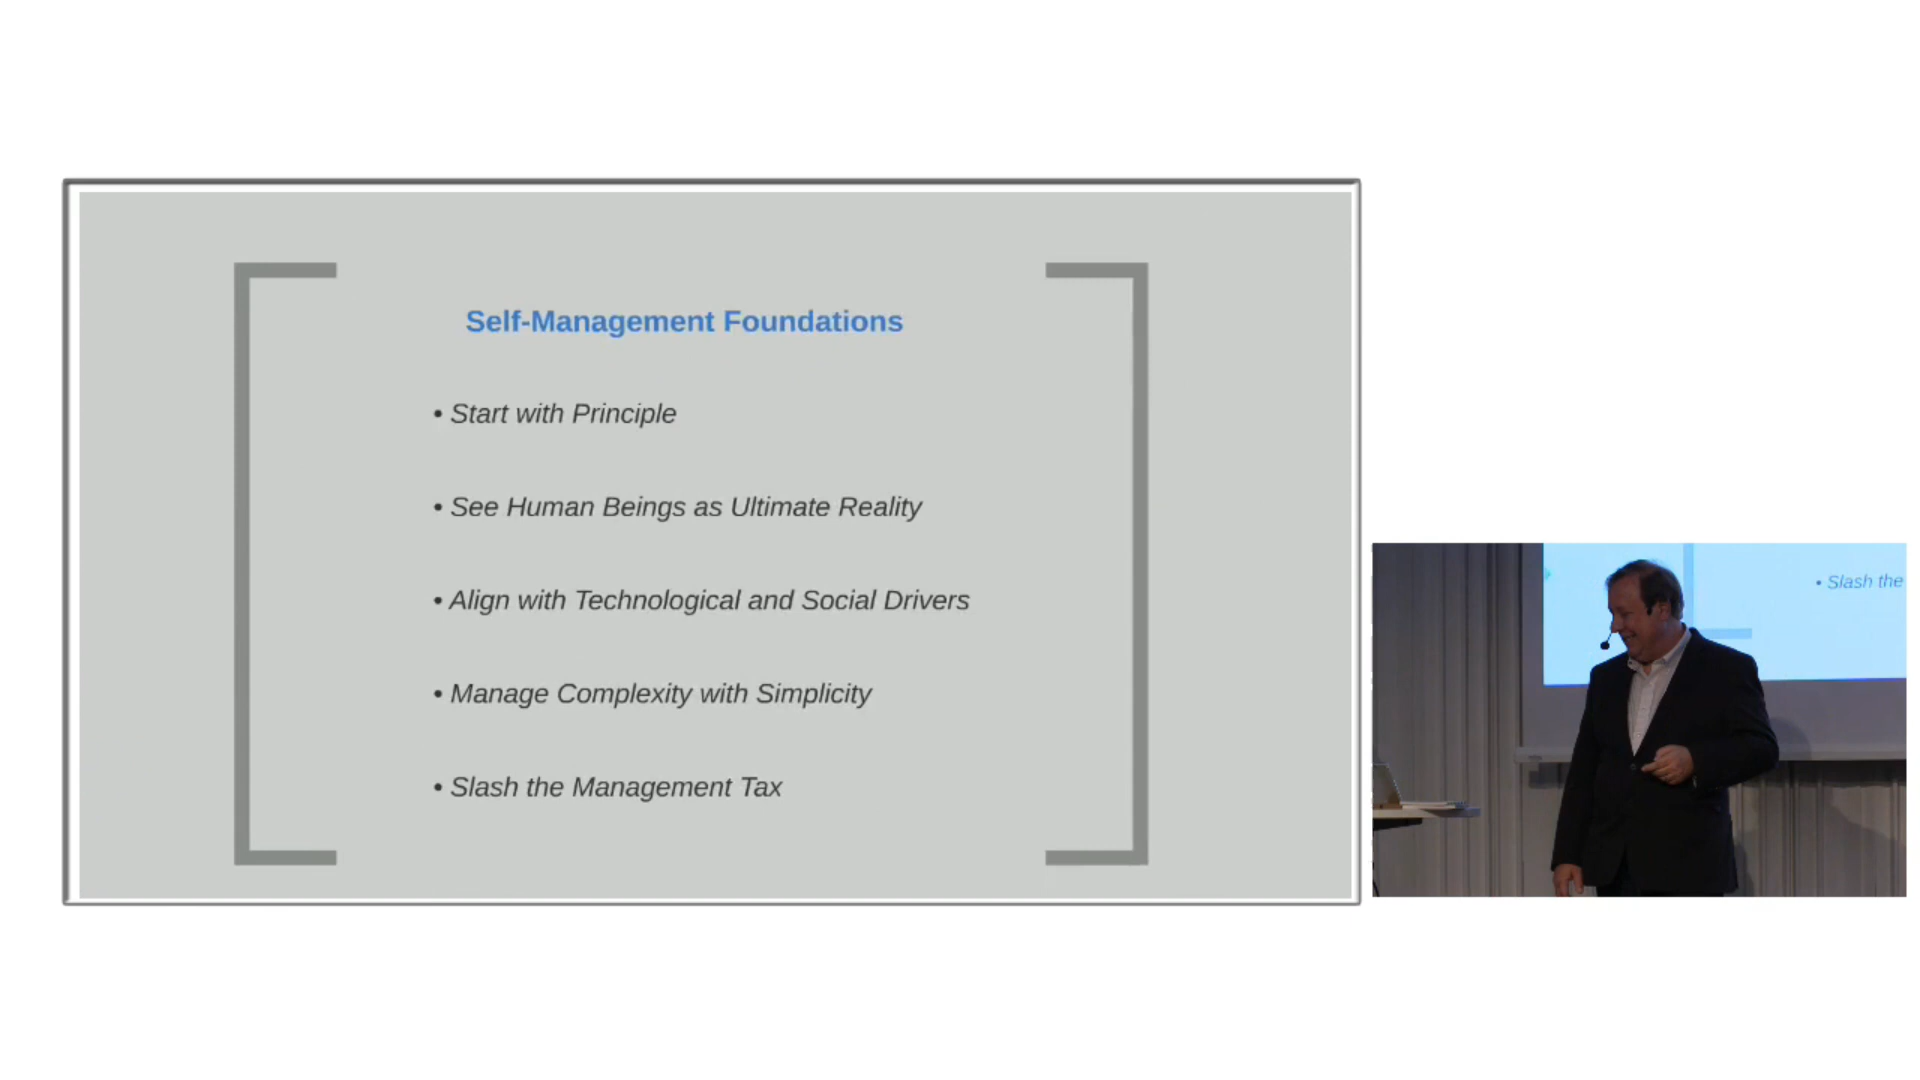 Self-Management Foundations
• Start with Principle
• See Human Beings as Ultimate Reality
• Align with Technological and Social Drivers
• Manage Complexity with Simplicity
• Slash the Management Tax
• Slash the